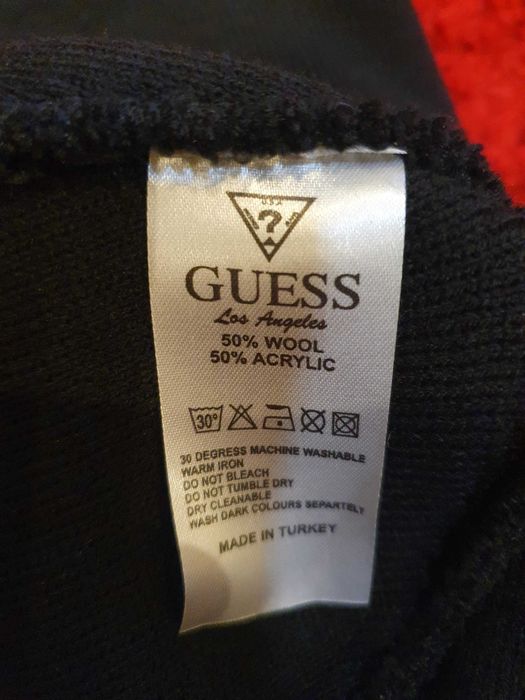 U.S.A
?
GUESS
Los Angeles
50% WOOL
50% ACRYLIC
30°
30 DEGRESS MACHINE WASHABLE
WARM IRON
DO NOT BLEACH
DO NOT TUMBLE DRY
DRY CLEANABLE
WASH DARK COLOURS SEPARTELY
MADE IN TURKEY